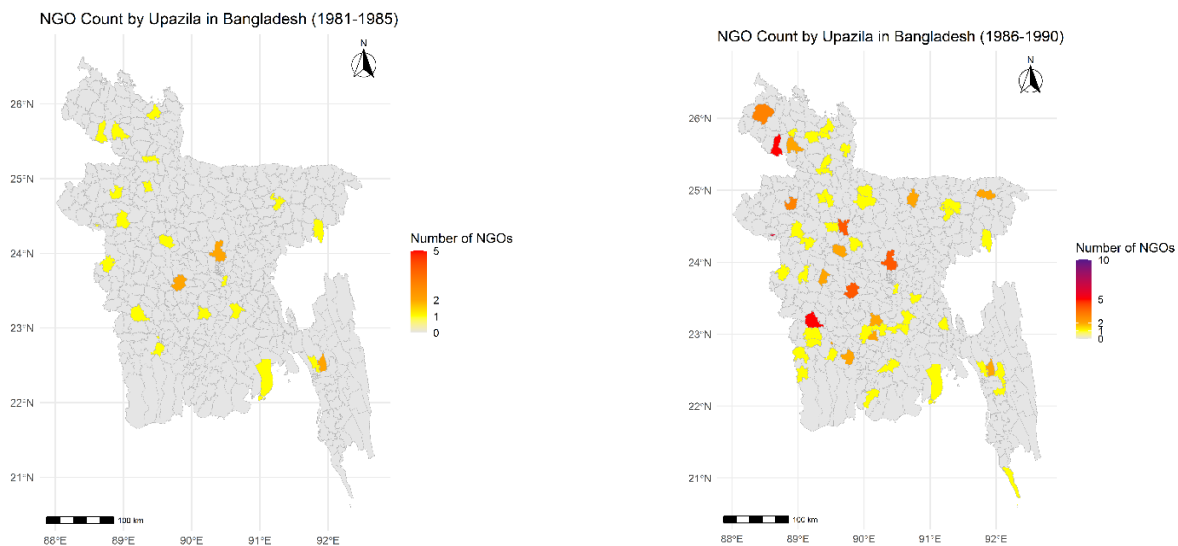 NGO Count by Upazila in Bangladesh (1981-1985)
N
26°N
25°N
24°N
23°N
22°N
21°N
88°E
89°E
90°E
91°E
92°E
100 km
Number of NGOs
5
2
1
0
NGO Count by Upazila in Bangladesh (1986-1990)
N
26°N
25°N
24°N
23°N
22°N
21°N
88°E
89°E
90°E
91°E
92°E
100 km
Number of NGOs
10
5
2
1
0